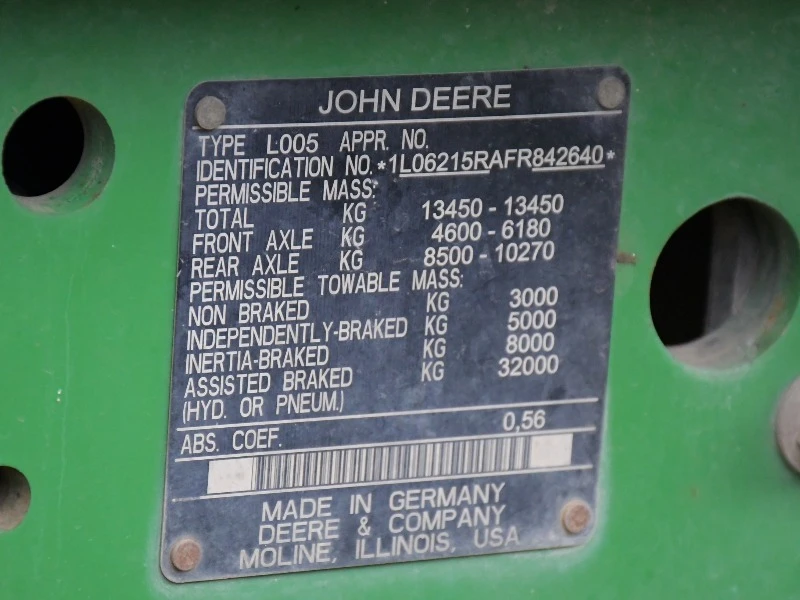 JOHN DEERE
TYPE L005 APPR. NO.
IDENTIFICATION NO. *1L06215RAFR842640*
PERMISSIBLE MASS:
TOTAL KG 13450 - 13450
FRONT AXLE KG 4600 - 6180
REAR AXLE KG 8500 - 10270
PERMISSIBLE TOWABLE MASS:
NON BRAKED KG 3000
INDEPENDENTLY-BRAKED KG 5000
INERTIA-BRAKED KG 8000
ASSISTED BRAKED KG 32000
(HYD. OR PNEUM.)
ABS. COEF. 0,56
MADE IN GERMANY
DEERE & COMPANY
MOLINE, ILLINOIS, USA